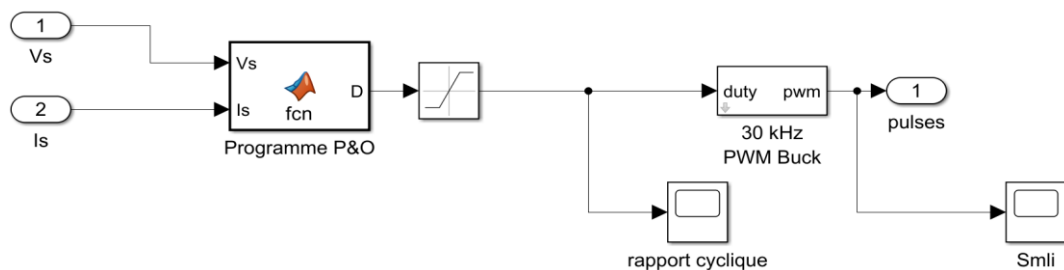 1
Vs
2
Is
Vs
Is
D
fcn
Programme P&O
duty
pwm
30 kHz
PWM Buck
1
pulses
rapport cyclique
Smli